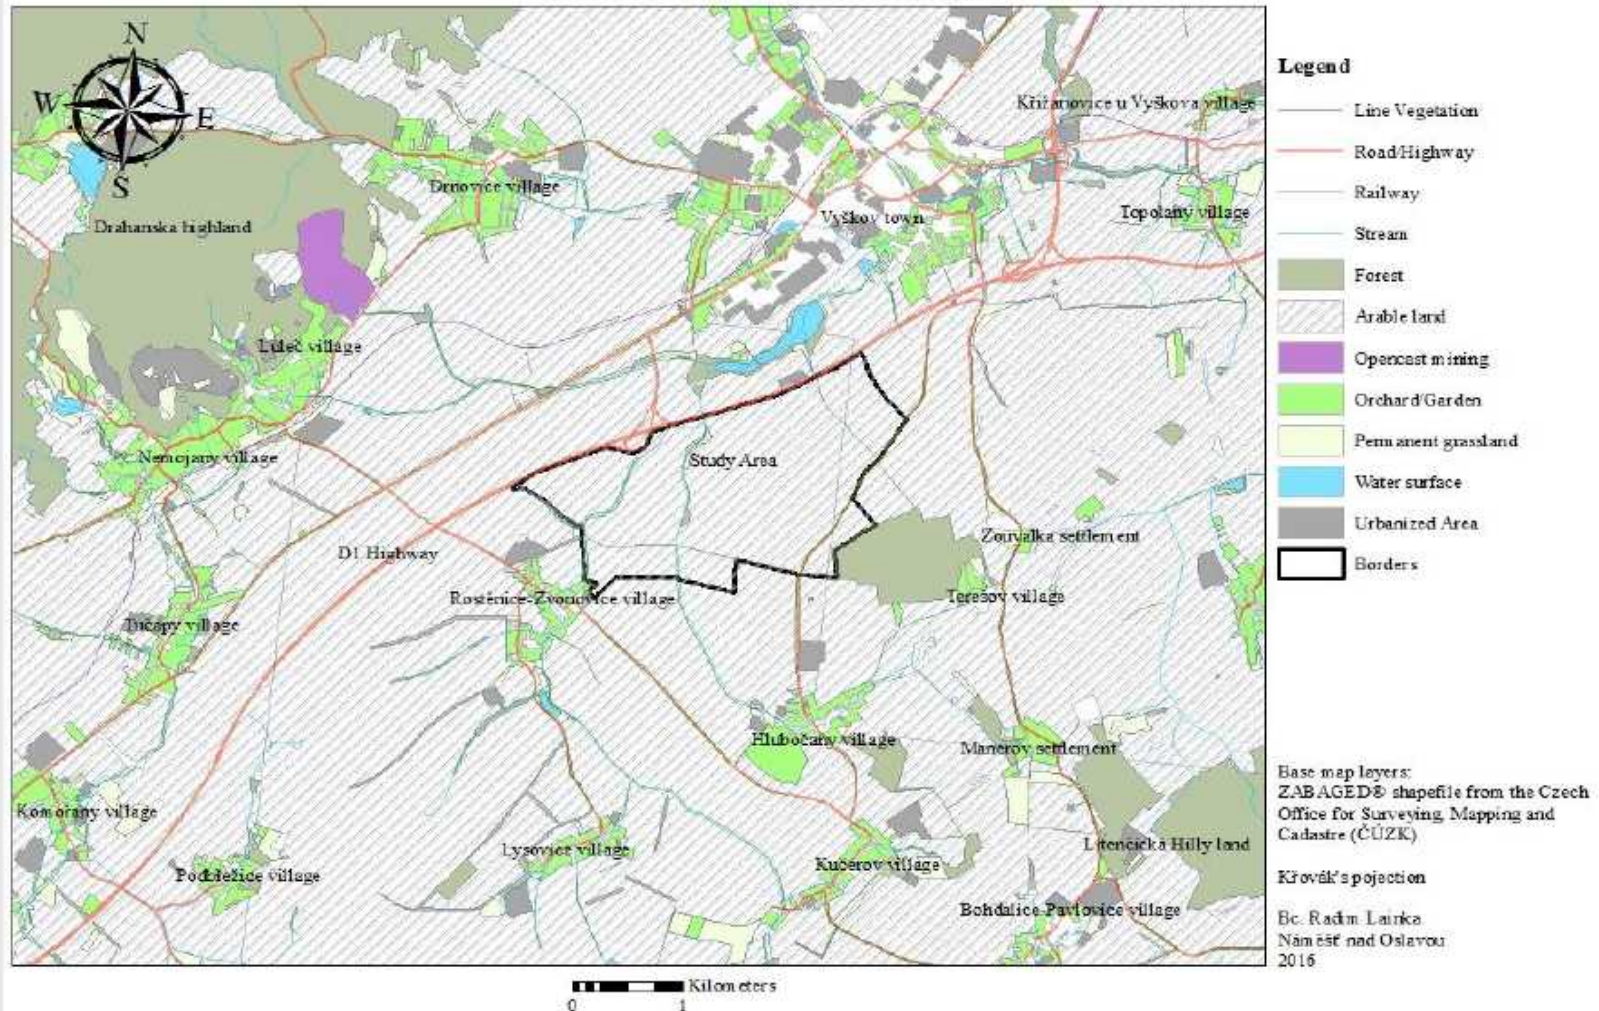 N
W
E
S
Křižanovice u Vyškova village
Drnovice village
Topolany village
Vyškov town
Drahanska highland
Luleč village
Nemojany village
Study Area
D1 Highway
Zouvalka settlement
Rostěnice-Zvonovice village
Terešov village
Tučapy village
Hlubočany village
Manerov settlement
Komořany village
Lysovice village
Kučerov village
Litenčická Hilly land
Podbřežice village
Bohdalice-Pavlovice village
Legend
Line Vegetation
Road/Highway
Railway
Stream
Forest
Arable land
Opencast mining
Orchard/Garden
Permanent grassland
Water surface
Urbanized Area
Borders
Base map layers:
ZABAGED® shapefile from the Czech
Office for Surveying, Mapping and
Cadastre (ČÚZK)
Křovák's pojection
Bc. Radim Lainka
Náměšť nad Oslavou
2016
Kilometers
0 1